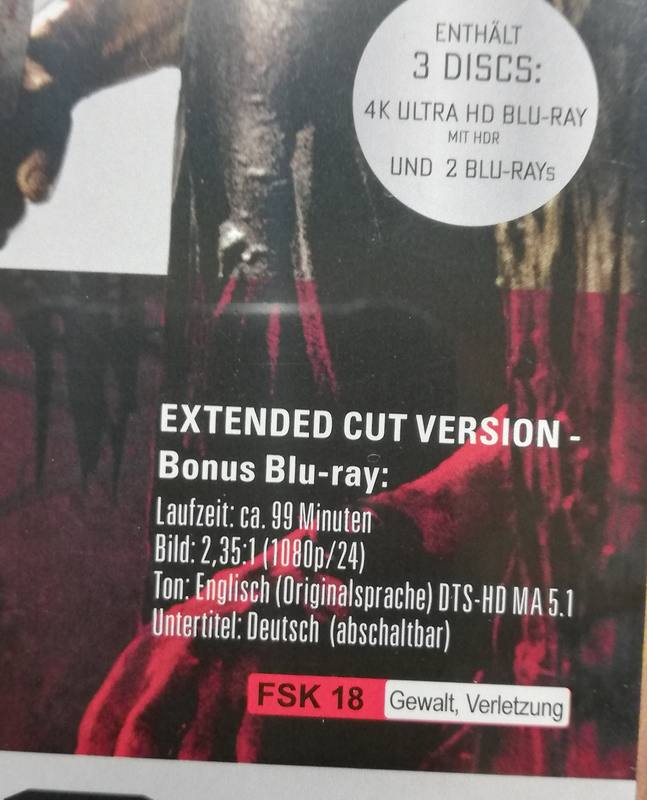 ENTHÄLT
3 DISCS:
4K ULTRA HD BLU-RAY
MIT HDR
UND 2 BLU-RAYs
EXTENDED CUT VERSION -
Bonus Blu-ray:
Laufzeit: ca. 99 Minuten
Bild: 2,35:1 (1080p/24)
Ton: Englisch (Originalsprache) DTS-HD MA 5.1
Untertitel: Deutsch (abschaltbar)
FSK 18 Gewalt, Verletzung